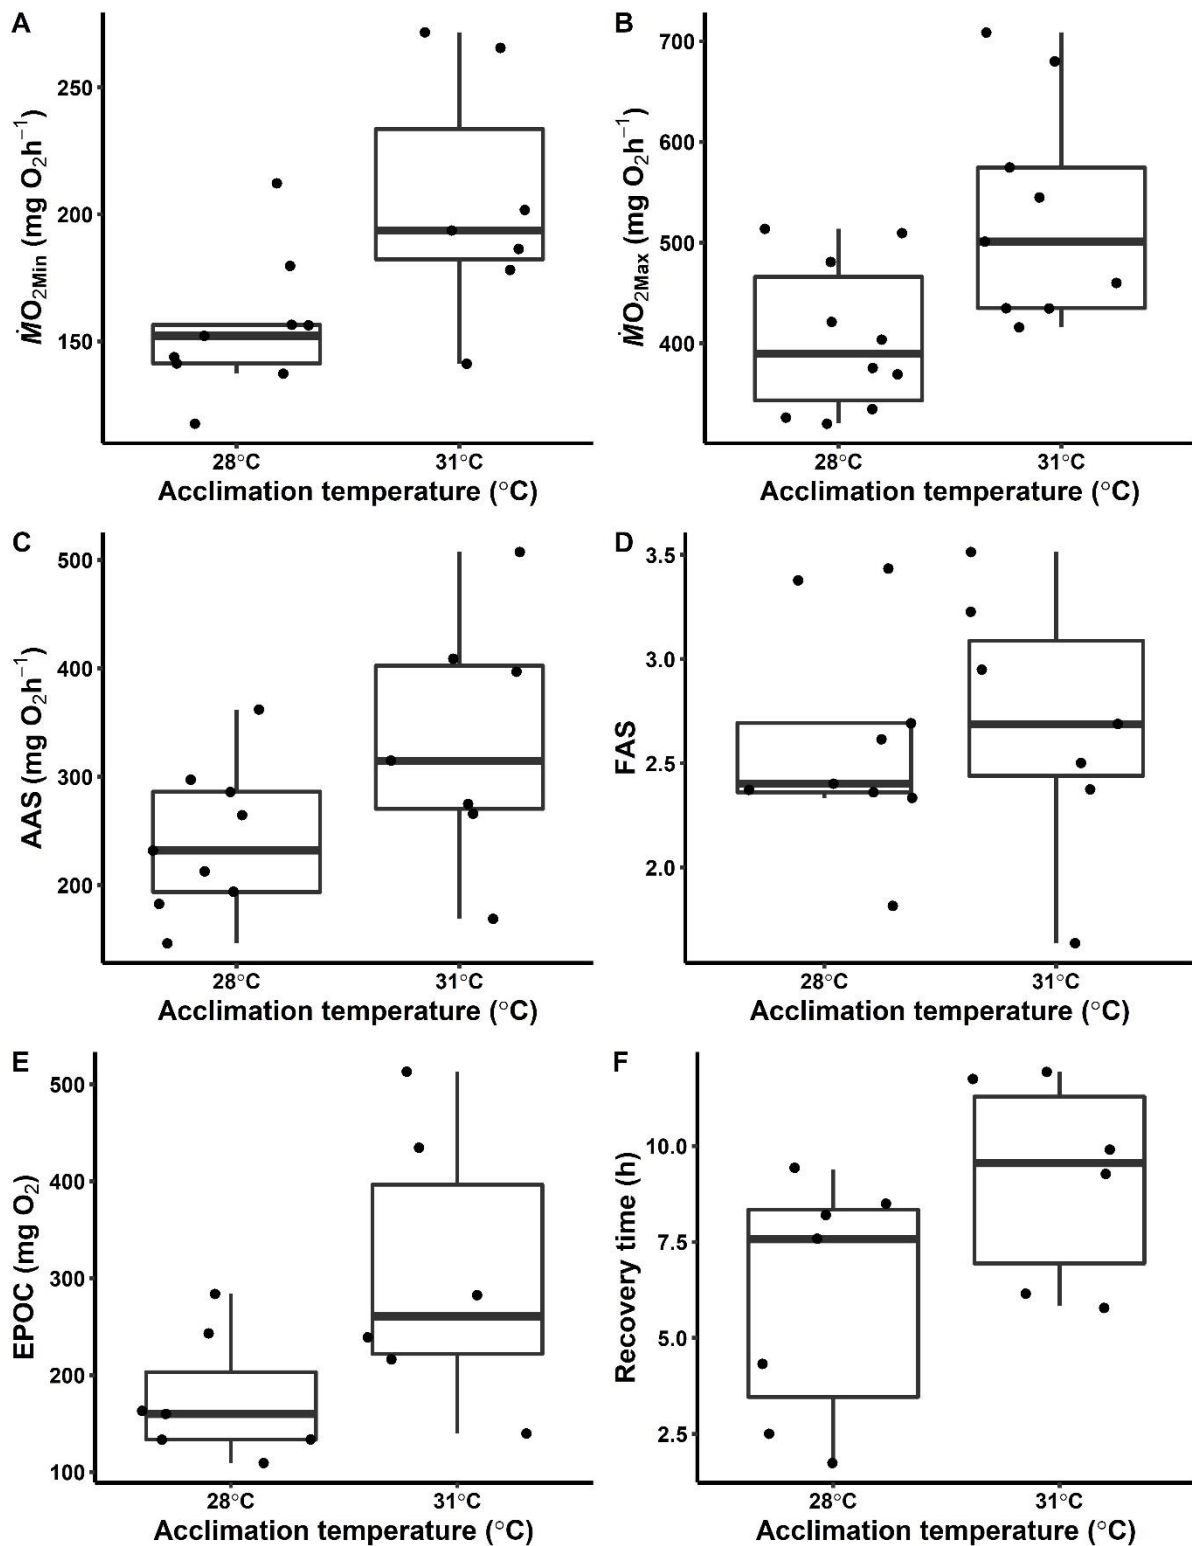 A
ṀO₂Min (mg O₂h⁻¹)
250
200
150
28°C
31°C
Acclimation temperature (°C)
B
ṀO₂Max (mg O₂h⁻¹)
700
600
500
400
28°C
31°C
Acclimation temperature (°C)
C
AAS (mg O₂h⁻¹)
500
400
300
200
28°C
31°C
Acclimation temperature (°C)
D
FAS
3.5
3.0
2.5
2.0
28°C
31°C
Acclimation temperature (°C)
E
EPOC (mg O₂)
500
400
300
200
100
28°C
31°C
Acclimation temperature (°C)
F
Recovery time (h)
10.0
7.5
5.0
2.5
28°C
31°C
Acclimation temperature (°C)